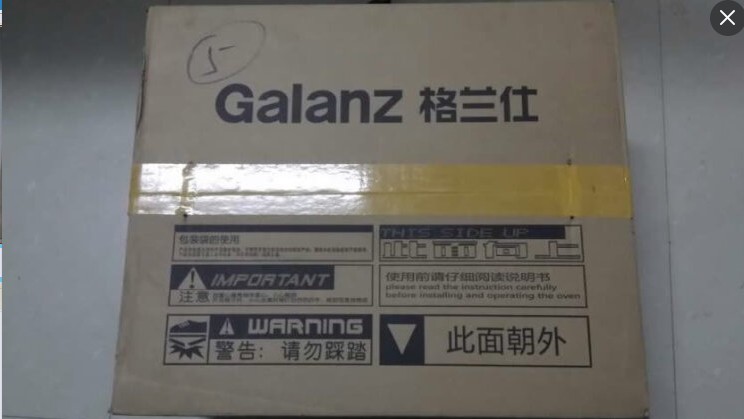 5
Galanz 格兰仕
包装袋的使用
THIS SIDE UP
此面向上
IMPORTANT
注意
使用前请仔细阅读说明书
please read the instruction carefully
before installing and operating the oven
WARNING
警告：请勿踩踏
此面朝外